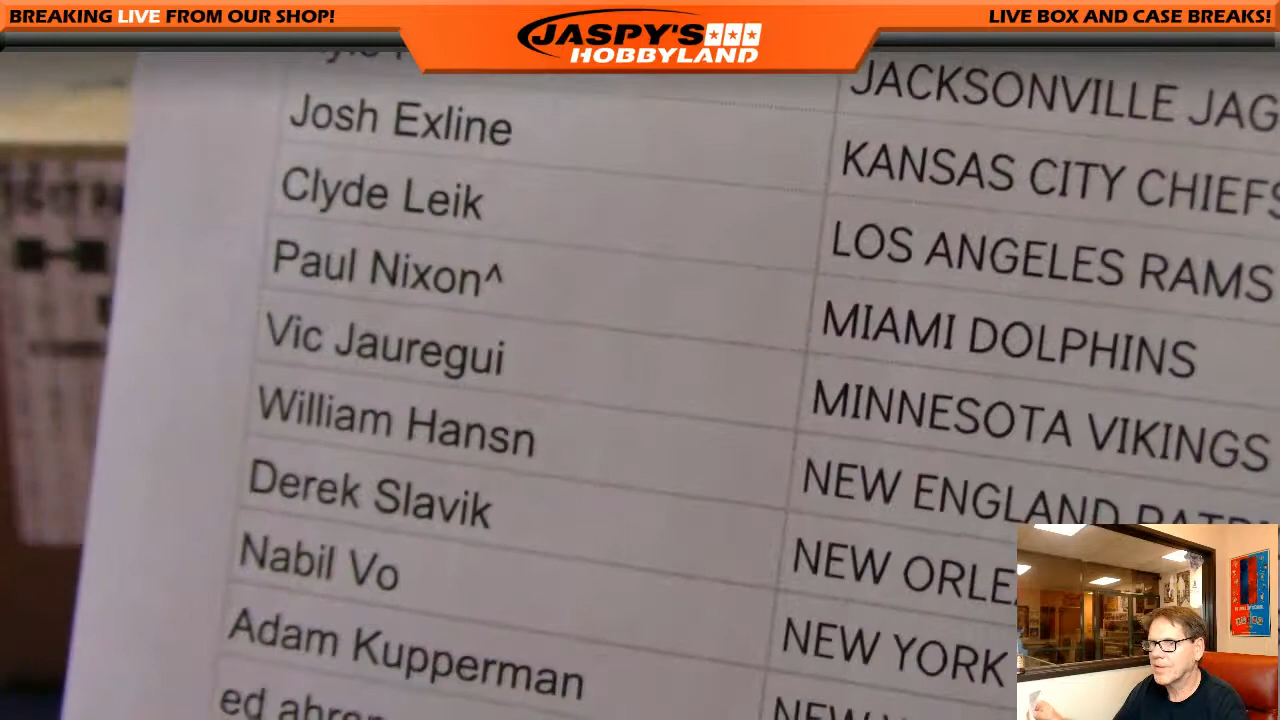 BREAKING LIVE FROM OUR SHOP!
JASPY'S
HOBBYLAND
LIVE BOX AND CASE BREAKS!
JACKSONVILLE JAG
Josh Exline KANSAS CITY CHIEFS
Clyde Leik LOS ANGELES RAMS
Paul Nixon^ MIAMI DOLPHINS
Vic Jauregui MINNESOTA VIKINGS
William Hansn NEW ENGLAND
Derek Slavik NEW ORLE
Nabil Vo NEW YORK
Adam Kupperman NEW
ed